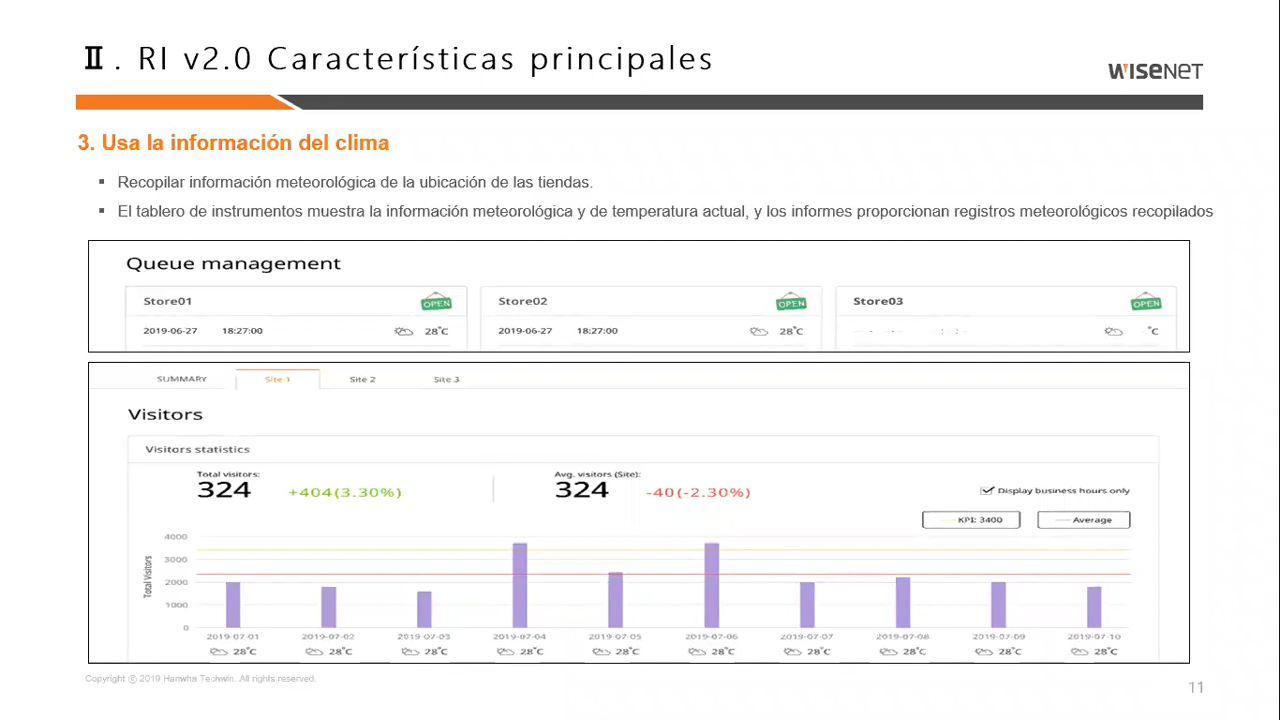 Ⅱ. RI v2.0 Características principales
WISENET
3. Usa la información del clima
▪ Recopilar información meteorológica de la ubicación de las tiendas.
▪ El tablero de instrumentos muestra la información meteorológica y de temperatura actual, y los informes proporcionan registros meteorológicos recopilados
Queue management
Store01 OPEN Store02 OPEN Store03 OPEN
2019-06-27 18:27:00 28°C 2019-06-27 18:27:00 28°C °C
SUMMARY Site 1 Site 2 Site 3
Visitors
Visitors statistics
Total visitors: Avg. visitors (Site):
324 +404(3.30%) 324 -40(-2.30%)
Display business hours only
KPI: 3400 Average
Total Visitors
4000
3000
2000
1000
0
2019-07-01 2019-07-02 2019-07-03 2019-07-04 2019-07-05 2019-07-06 2019-07-07 2019-07-08 2019-07-09 2019-07-10
28°C 28°C 28°C 28°C 28°C 28°C 28°C 28°C 28°C 28°C
Copyright ⓒ 2019 Hanwha Techwin. All rights reserved.
11